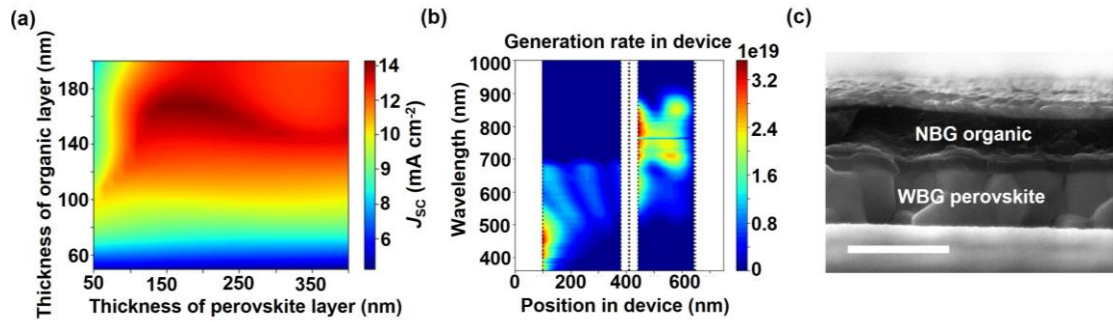 (a)
Thickness of organic layer (nm)
180
140
100
60
50
150
250
350
Thickness of perovskite layer (nm)
14
12
10
8
6
JSC (mA cm-2)
(b)
Generation rate in device
1e19
Wavelength (nm)
1000
900
800
700
600
500
400
0
200
400
600
Position in device (nm)
3.2
2.4
1.6
0.8
0
(c)
NBG organic
WBG perovskite